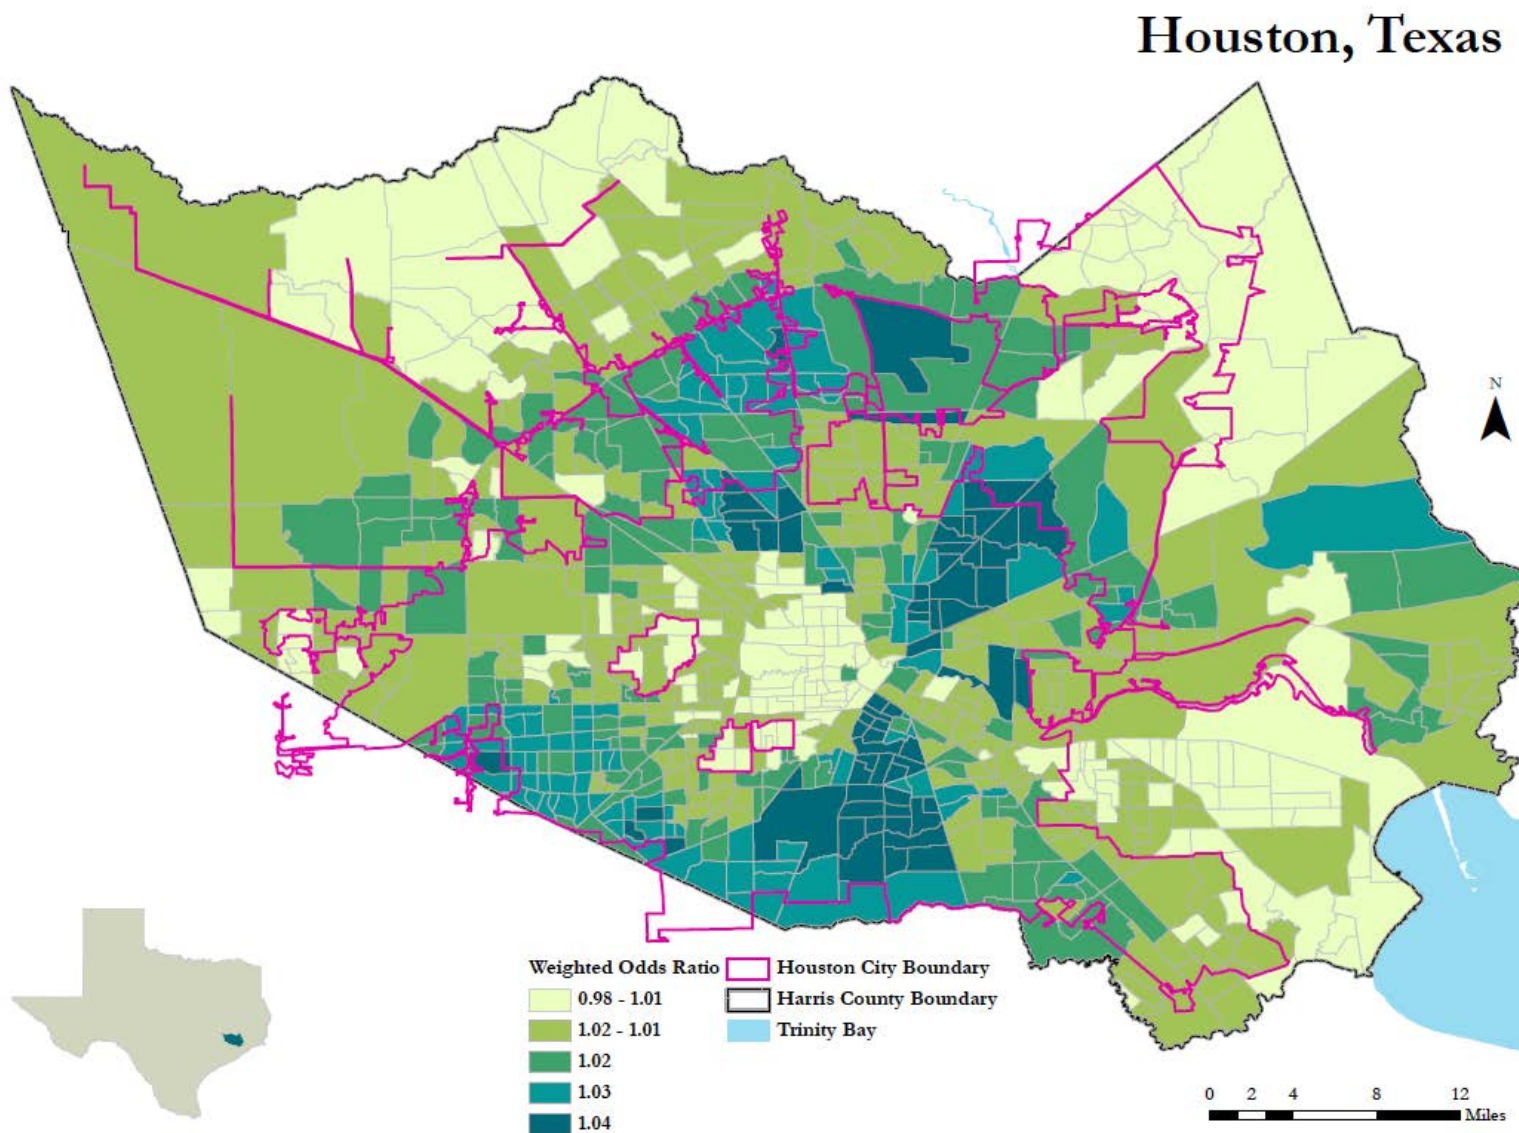 Houston, Texas
N
Weighted Odds Ratio
0.98 - 1.01
1.02 - 1.01
1.02
1.03
1.04
Houston City Boundary
Harris County Boundary
Trinity Bay
0 2 4 8 12
Miles